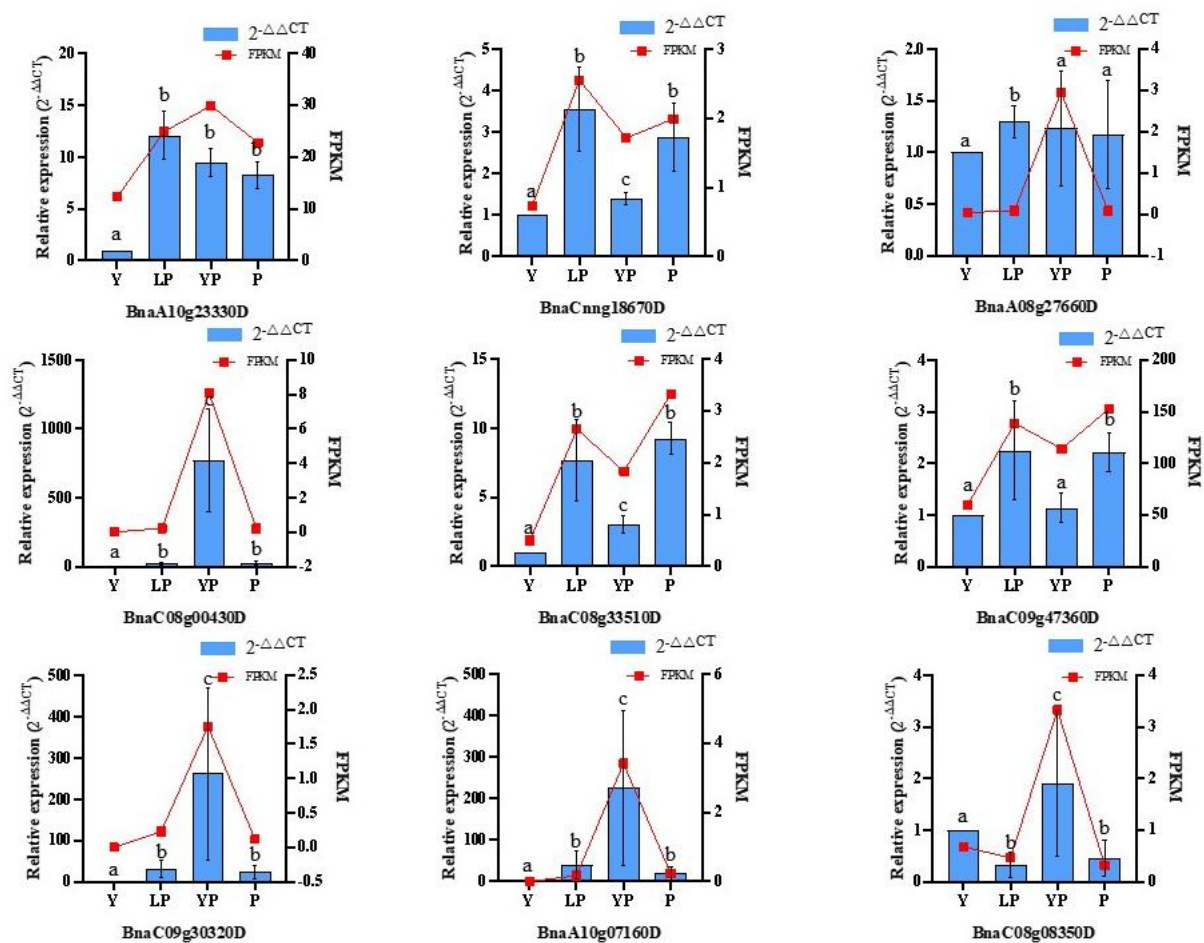 2-△△CT
FPKM
Relative expression (2-ΔΔCT)
20
15
10
5
0
40
30
20
10
0
FPKM
a
b
b
b
Y LP YP P
BnaA10g23330D
2-△△CT
FPKM
Relative expression (2-ΔΔCT)
5
4
3
2
1
0
3
2
1
0
FPKM
a
b
c
b
Y LP YP P
BnaCnng18670D
2-△△CT
FPKM
Relative expression (2-ΔΔCT)
2.0
1.5
1.0
0.5
0.0
4
3
2
1
0
-1
FPKM
a
b
a
a
Y LP YP P
BnaA08g27660D
2-△△CT
FPKM
Relative expression (2-ΔΔCT)
1500
1000
500
0
10
8
6
4
2
0
-2
FPKM
a
b
c
b
Y LP YP P
BnaC08g00430D
2-△△CT
FPKM
Relative expression (2-ΔΔCT)
15
10
5
0
4
3
2
1
0
FPKM
a
b
c
b
Y LP YP P
BnaC08g33510D
2-△△CT
FPKM
Relative expression (2-ΔΔCT)
4
3
2
1
0
200
150
100
50
0
FPKM
a
b
a
b
Y LP YP P
BnaC09g47360D
2-△△CT
FPKM
Relative expression (2-ΔΔCT)
500
400
300
200
100
0
2.5
2.0
1.5
1.0
0.5
0.0
-0.5
FPKM
a
b
c
b
Y LP YP P
BnaC09g30320D
2-△△CT
FPKM
Relative expression (2-ΔΔCT)
500
400
300
200
100
0
6
4
2
0
FPKM
a
b
c
b
Y LP YP P
BnaA10g07160D
2-△△CT
FPKM
Relative expression (2-ΔΔCT)
4
3
2
1
0
4
3
2
1
0
FPKM
a
b
c
b
Y LP YP P
BnaC08g08350D